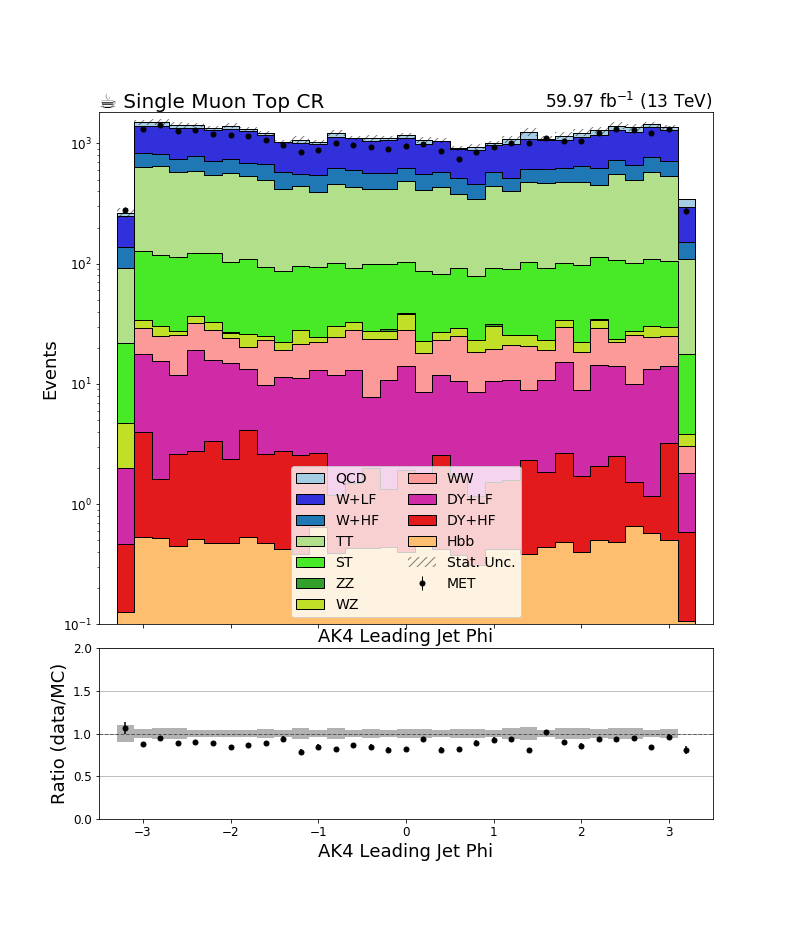 ☕ Single Muon Top CR 59.97 fb⁻¹ (13 TeV)
Events
10³
10²
10¹
10⁰
10⁻¹
QCD WW
W+LF DY+LF
W+HF DY+HF
TT Hbb
ST Stat. Unc.
ZZ MET
WZ
AK4 Leading Jet Phi
Ratio (data/MC)
2.0
1.5
1.0
0.5
0.0
−3 −2 −1 0 1 2 3
AK4 Leading Jet Phi